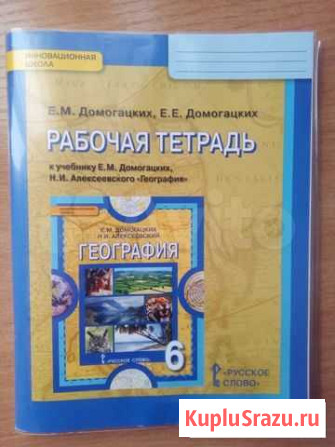 ИННОВАЦИОННАЯ
ШКОЛА
Е.М. Домогацких, Е.Е. Домогацких
РАБОЧАЯ ТЕТРАДЬ
к учебнику Е.М. Домогацких,
Н.И. Алексеевского «География»
Е.М. ДОМОГАЦКИХ
Н.И. АЛЕКСЕЕВСКИЙ
ГЕОГРАФИЯ
6
«РУССКОЕ СЛОВО»
«РУССКОЕ
СЛОВО»
Avito
KupluSrazu.ru